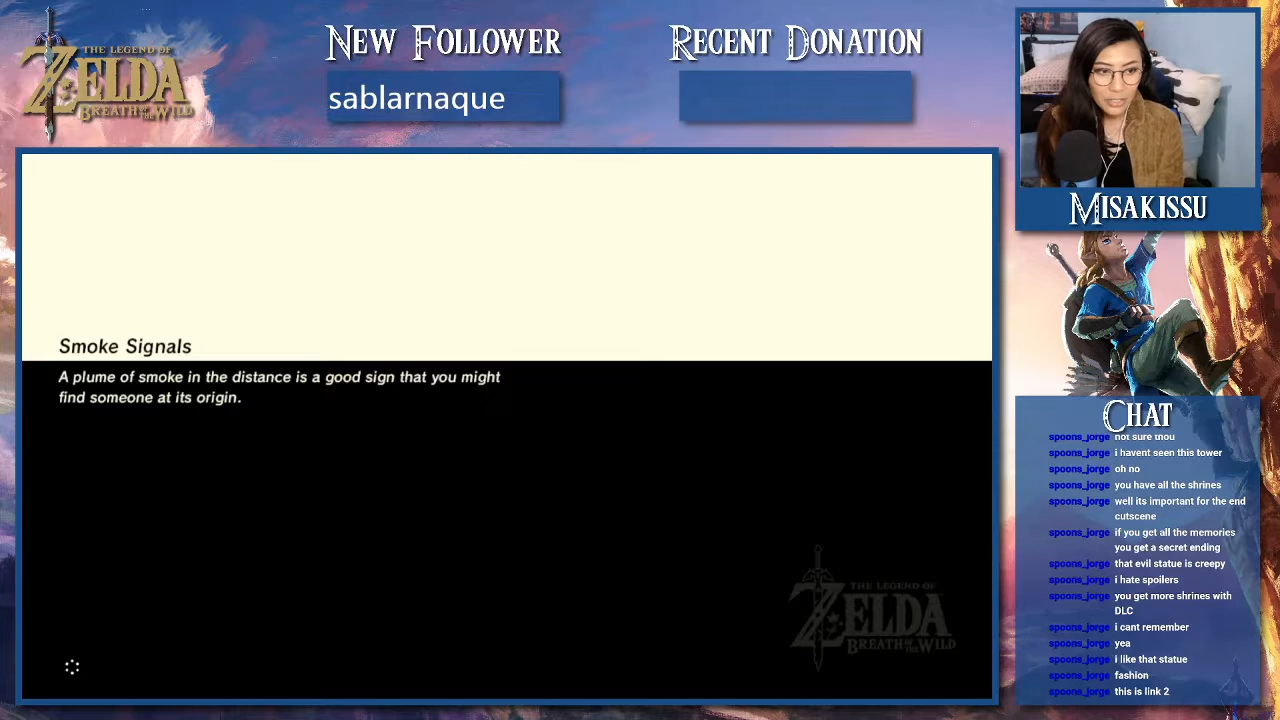 THE LEGEND OF
ZELDA
BREATH OF THE WILD
NEW FOLLOWER
sablarnaque
RECENT DONATION
MISAKISSU
Smoke Signals
A plume of smoke in the distance is a good sign that you might
find someone at its origin.
THE LEGEND OF
ZELDA
BREATH OF THE WILD
CHAT
spoons_jorge not sure thou
spoons_jorge i havent seen this tower
spoons_jorge oh no
spoons_jorge you have all the shrines
spoons_jorge well its important for the end
cutscene
spoons_jorge if you get all the memories
you get a secret ending
spoons_jorge that evil statue is creepy
spoons_jorge i hate spoilers
spoons_jorge you get more shrines with
DLC
spoons_jorge i cant remember
spoons_jorge yea
spoons_jorge i like that statue
spoons_jorge fashion
spoons_jorge this is link 2